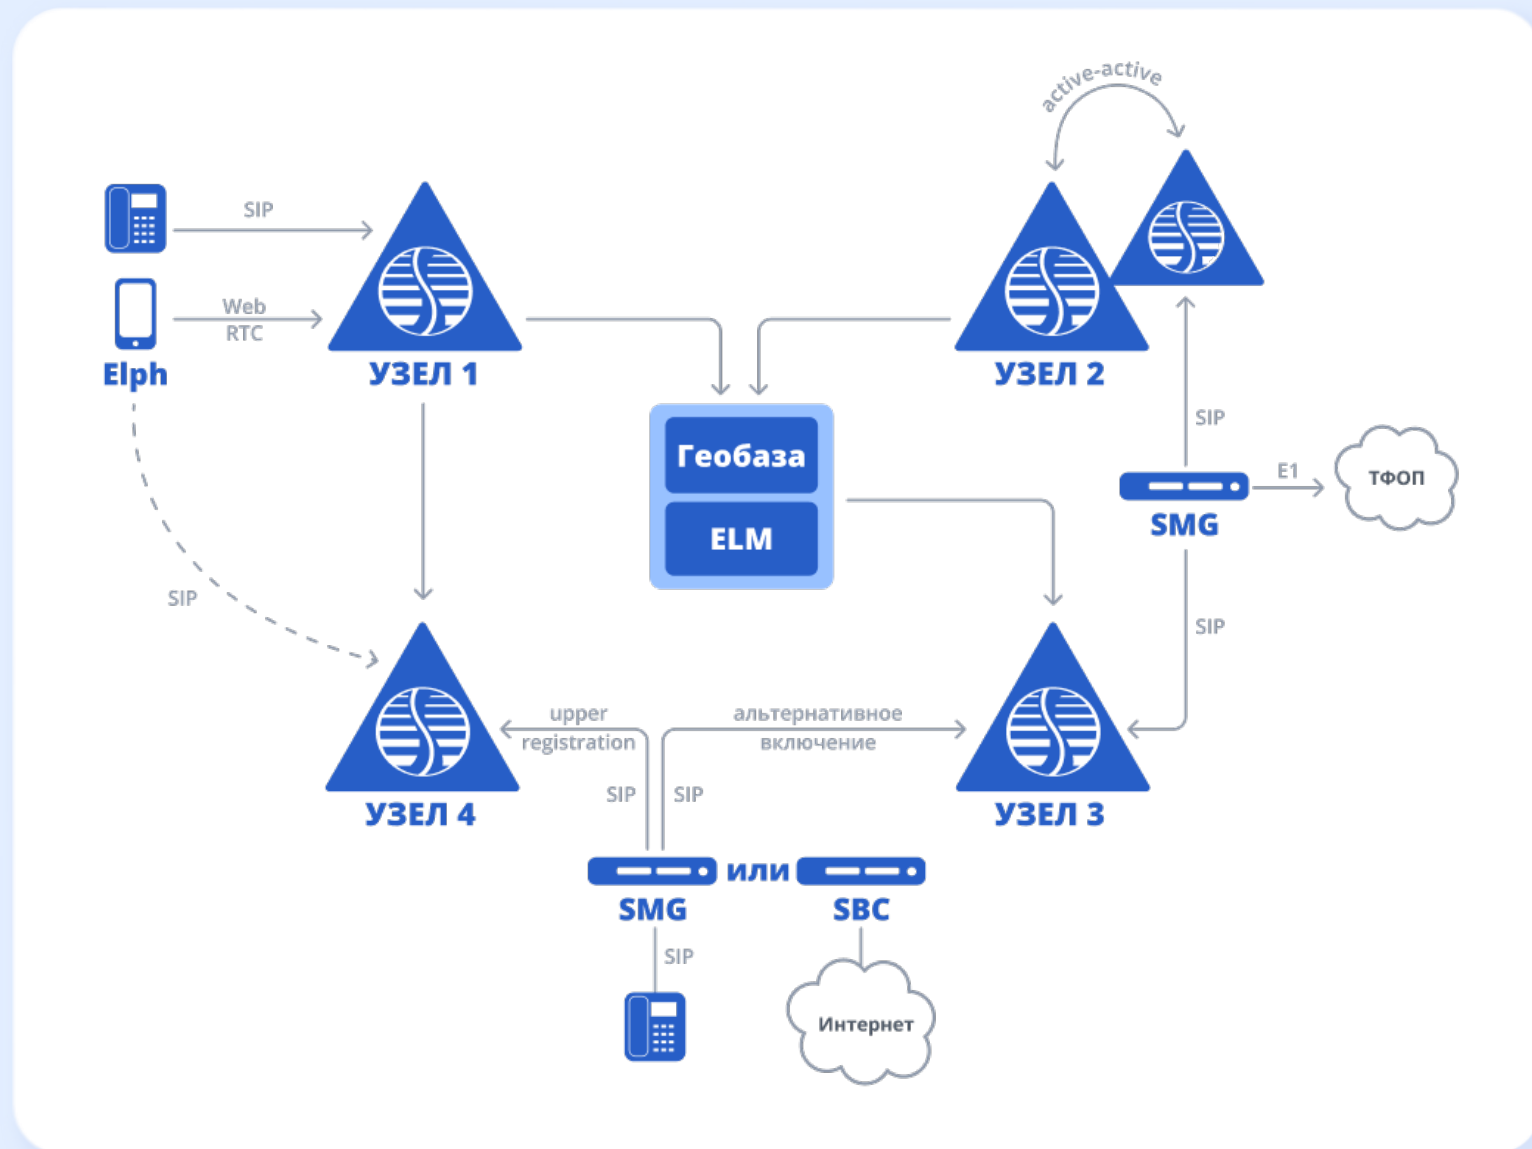 active-active
SIP
Web
RTC
Elph
УЗЕЛ 1
УЗЕЛ 2
SIP
Геобаза
ELM
E1
ТФОП
SMG
SIP
SIP
upper
registration
альтернативное
включение
SIP
SIP
УЗЕЛ 4
УЗЕЛ 3
SMG
или
SBC
SIP
Интернет